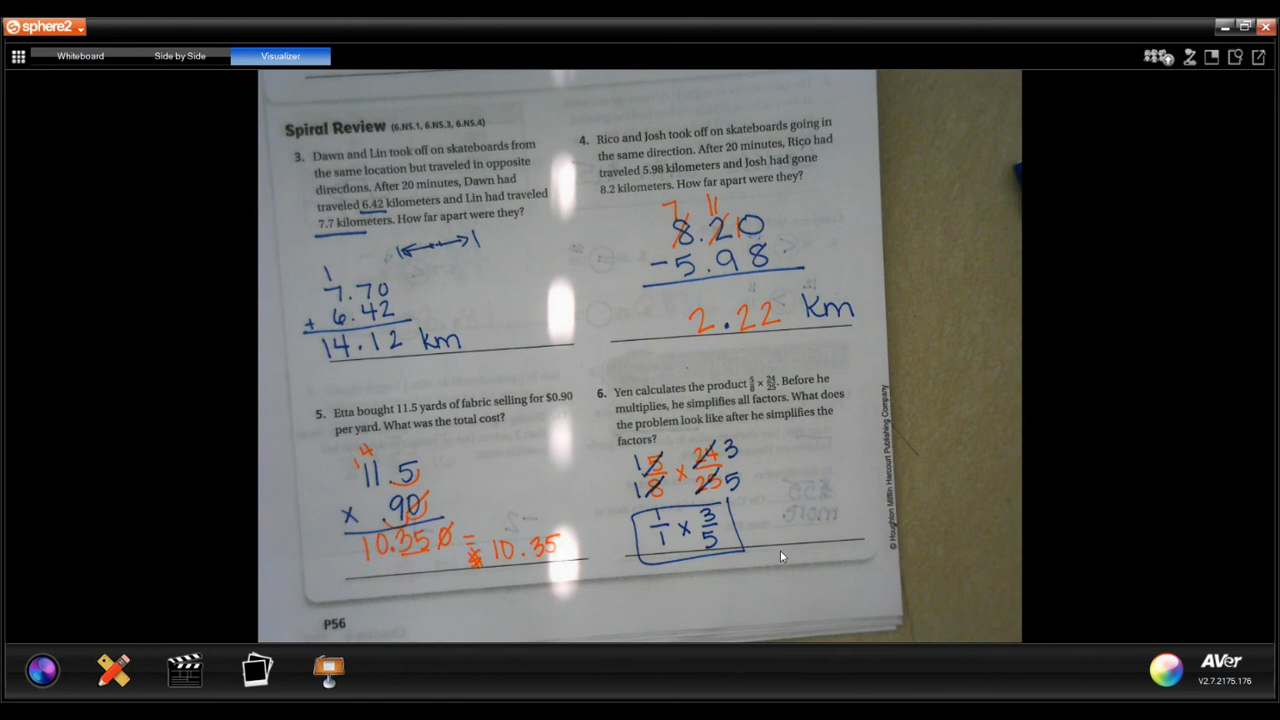 sphere2
Whiteboard
Side by Side
Visualizer
Spiral Review (6.NS.1, 6.NS.3, 6.NS.4)
3. Dawn and Lin took off on skateboards from
the same location but traveled in opposite
directions. After 20 minutes, Dawn had
traveled 6.42 kilometers and Lin had traveled
7.7 kilometers. How far apart were they?
1
7.70
+ 6.42
14.12 km
4. Rico and Josh took off on skateboards going in
the same direction. After 20 minutes, Rico had
traveled 5.98 kilometers and Josh had gone
8.2 kilometers. How far apart were they?
7 11
8.2 10
- 5.98
2.22 km
5. Etta bought 11.5 yards of fabric selling for $0.90
per yard. What was the total cost?
1 4
11.5
x 90
10.350 = $10.35
6. Yen calculates the product 5/8 × 24/25. Before he
multiplies, he simplifies all factors. What does
the problem look like after he simplifies the
factors?
1 5 x 24 3
1 8 25 5
1/1 x 3/5
© Houghton Mifflin Harcourt Publishing Company
P56
AVer
V2.7.2175.176